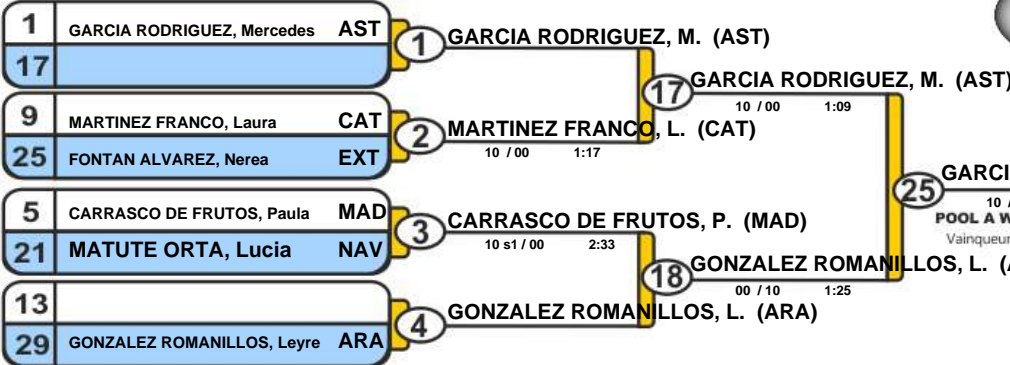 1 GARCIA RODRIGUEZ, Mercedes AST
17
1 GARCIA RODRIGUEZ, M. (AST)
17 GARCIA RODRIGUEZ, M. (AST)
10 / 00 1:09
9 MARTINEZ FRANCO, Laura CAT
25 FONTAN ALVAREZ, Nerea EXT
2 MARTINEZ FRANCO, L. (CAT)
10 / 00 1:17
25 GARCI
10 /
POOL A W
Vainqueur
5 CARRASCO DE FRUTOS, Paula MAD
21 MATUTE ORTA, Lucia NAV
3 CARRASCO DE FRUTOS, P. (MAD)
10 s1 / 00 2:33
18 GONZALEZ ROMANILLOS, L. (A
00 / 10 1:25
13
29 GONZALEZ ROMANILLOS, Leyre ARA
4 GONZALEZ ROMANILLOS, L. (ARA)